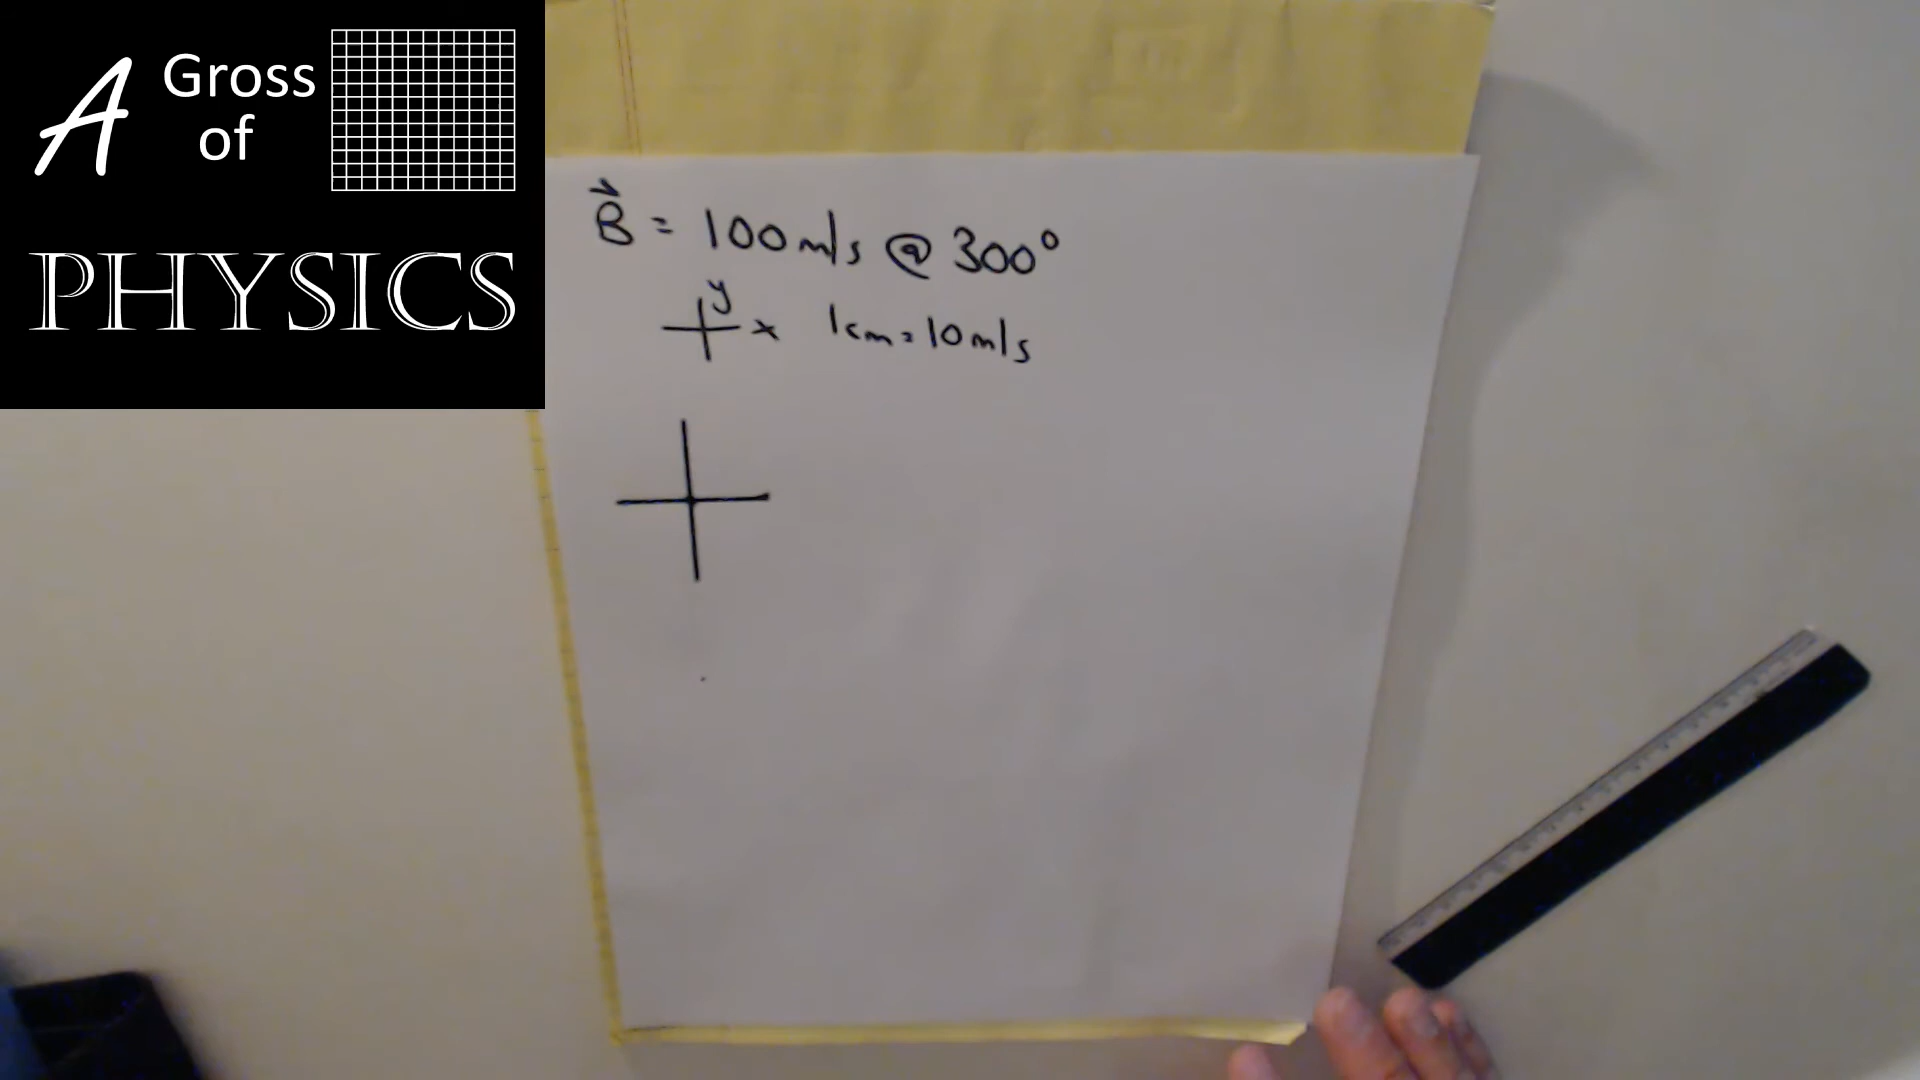 A Gross of
PHYSICS
B⃗ = 100 m/s @ 300°
y
x 1cm = 10 m/s